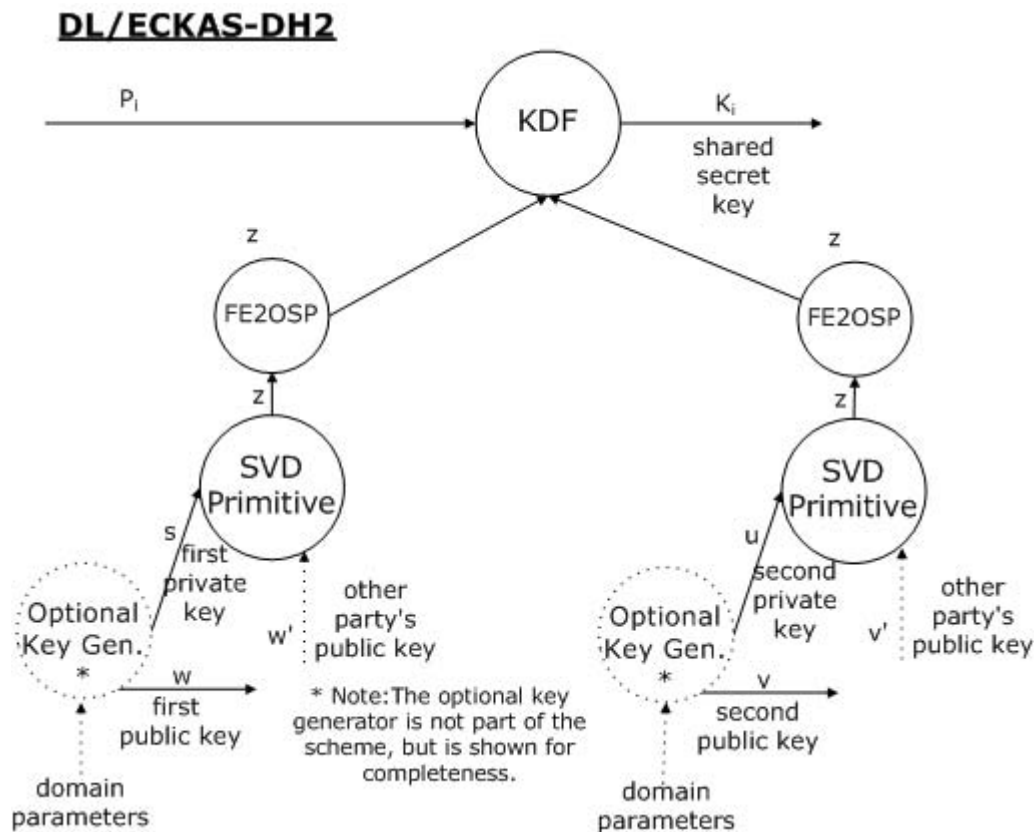 DL/ECKAS-DH2
Pi
KDF
Ki
shared
secret
key
z
FE2OSP
z
SVD
Primitive
s
first
private
key
Optional
Key Gen.
*
w
first
public key
domain
parameters
w'
other
party's
public key
* Note:The optional key
generator is not part of the
scheme, but is shown for
completeness.
z
FE2OSP
z
SVD
Primitive
u
second
private
key
Optional
Key Gen.
*
v
second
public key
domain
parameters
v'
other
party's
public key